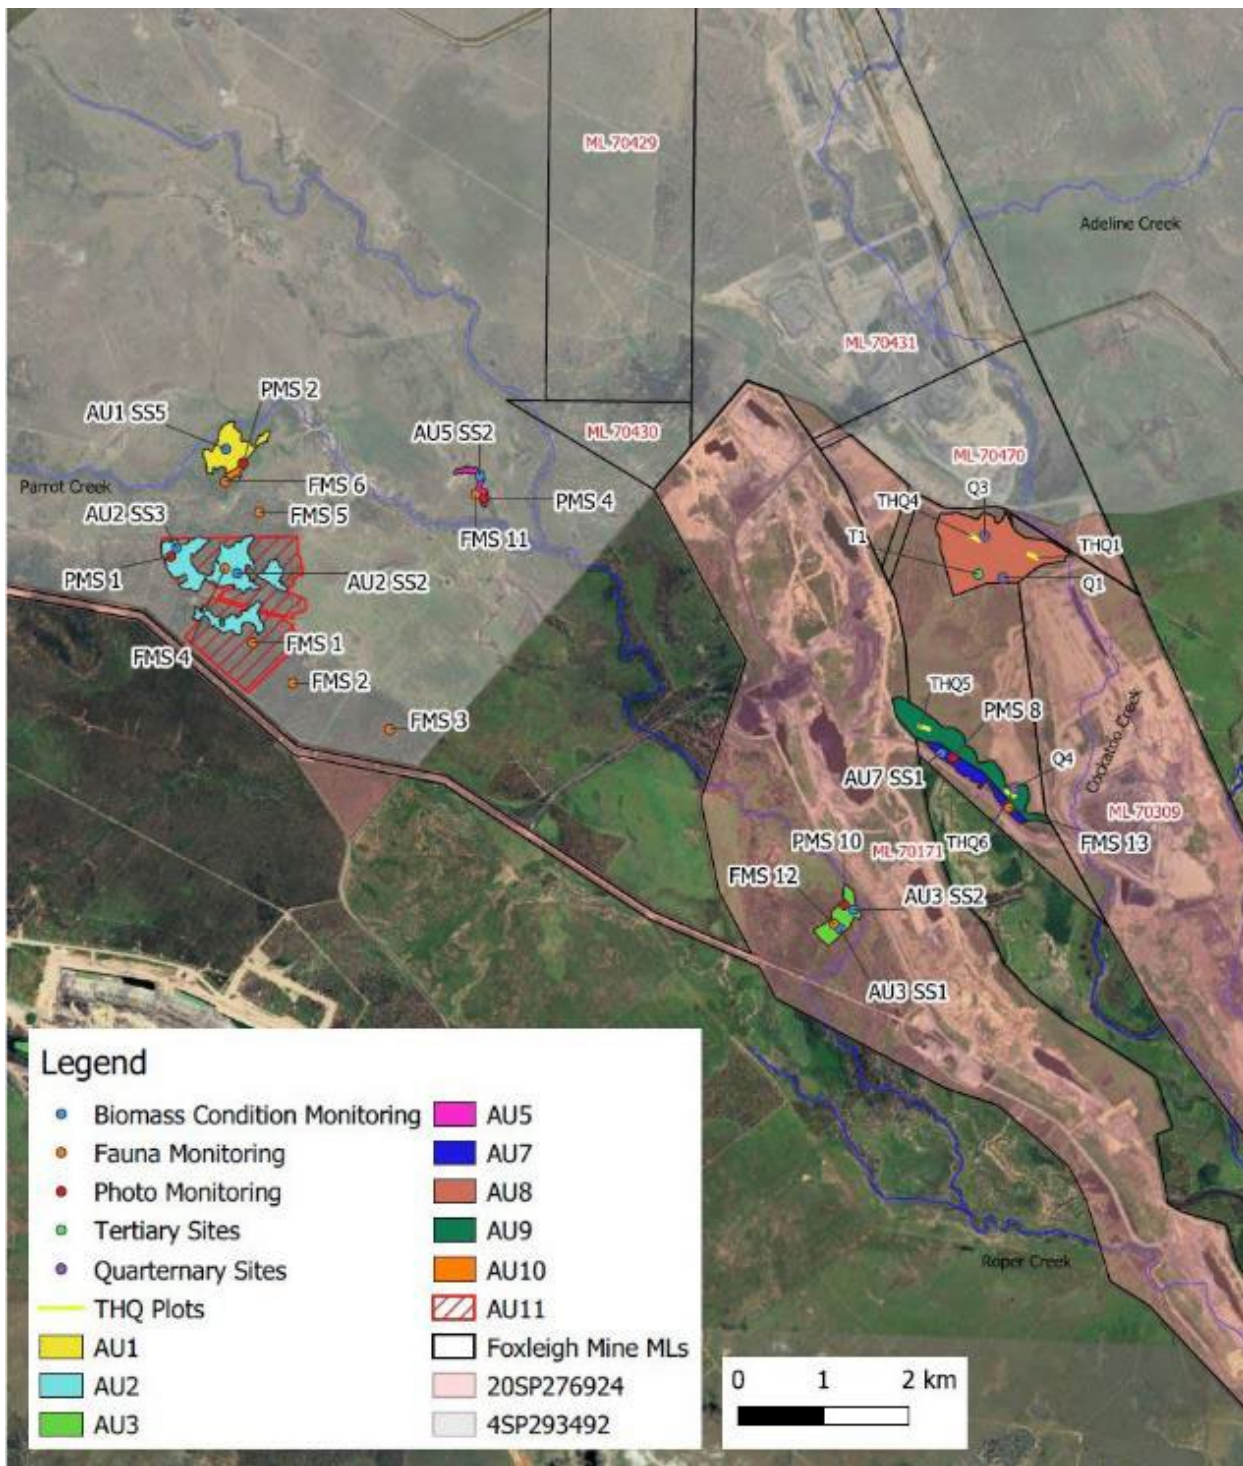 ML 70429
Adeline Creek
ML 70431
PMS 2
AU1 SS5
AU5 SS2
ML 70430
ML 70470
Q3
Parrot Creek
FMS 6
PMS 4
THQ4
AU2 SS3
FMS 5
FMS 11
T1
THQ1
PMS 1
AU2 SS2
Q1
FMS 1
FMS 4
FMS 2
THQ5
PMS 8
FMS 3
Cockatoo Creek
Q4
AU7 SS1
ML 70309
PMS 10
ML 70171
THQ6
FMS 13
FMS 12
AU3 SS2
AU3 SS1
Roper Creek
Legend
Biomass Condition Monitoring
Fauna Monitoring
Photo Monitoring
Tertiary Sites
Quarternary Sites
THQ Plots
AU1
AU2
AU3
AU5
AU7
AU8
AU9
AU10
AU11
Foxleigh Mine MLs
20SP276924
4SP293492
0 1 2 km